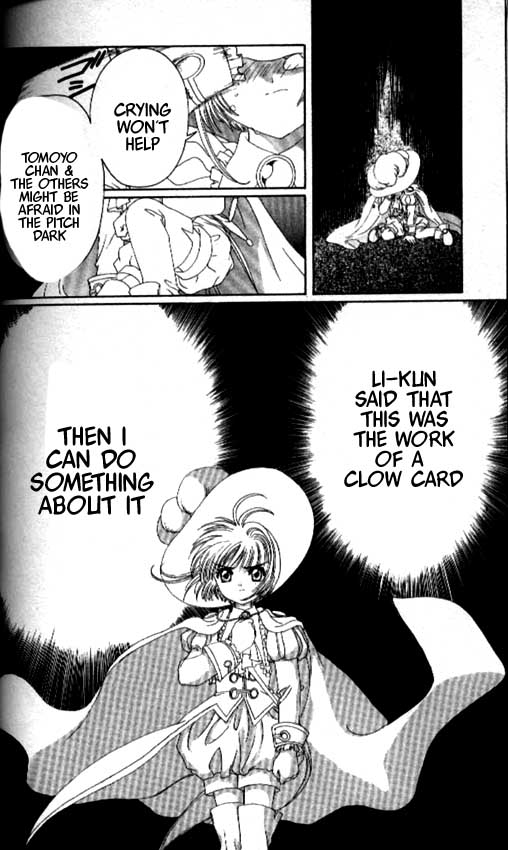 CRYING
WON'T
HELP
TOMOYO
CHAN &
THE OTHERS
MIGHT BE
AFRAID IN
THE PITCH
DARK
LI-KUN
SAID THAT
THIS WAS
THE WORK
OF A
CLOW CARD
THEN I
CAN DO
SOMETHING
ABOUT IT